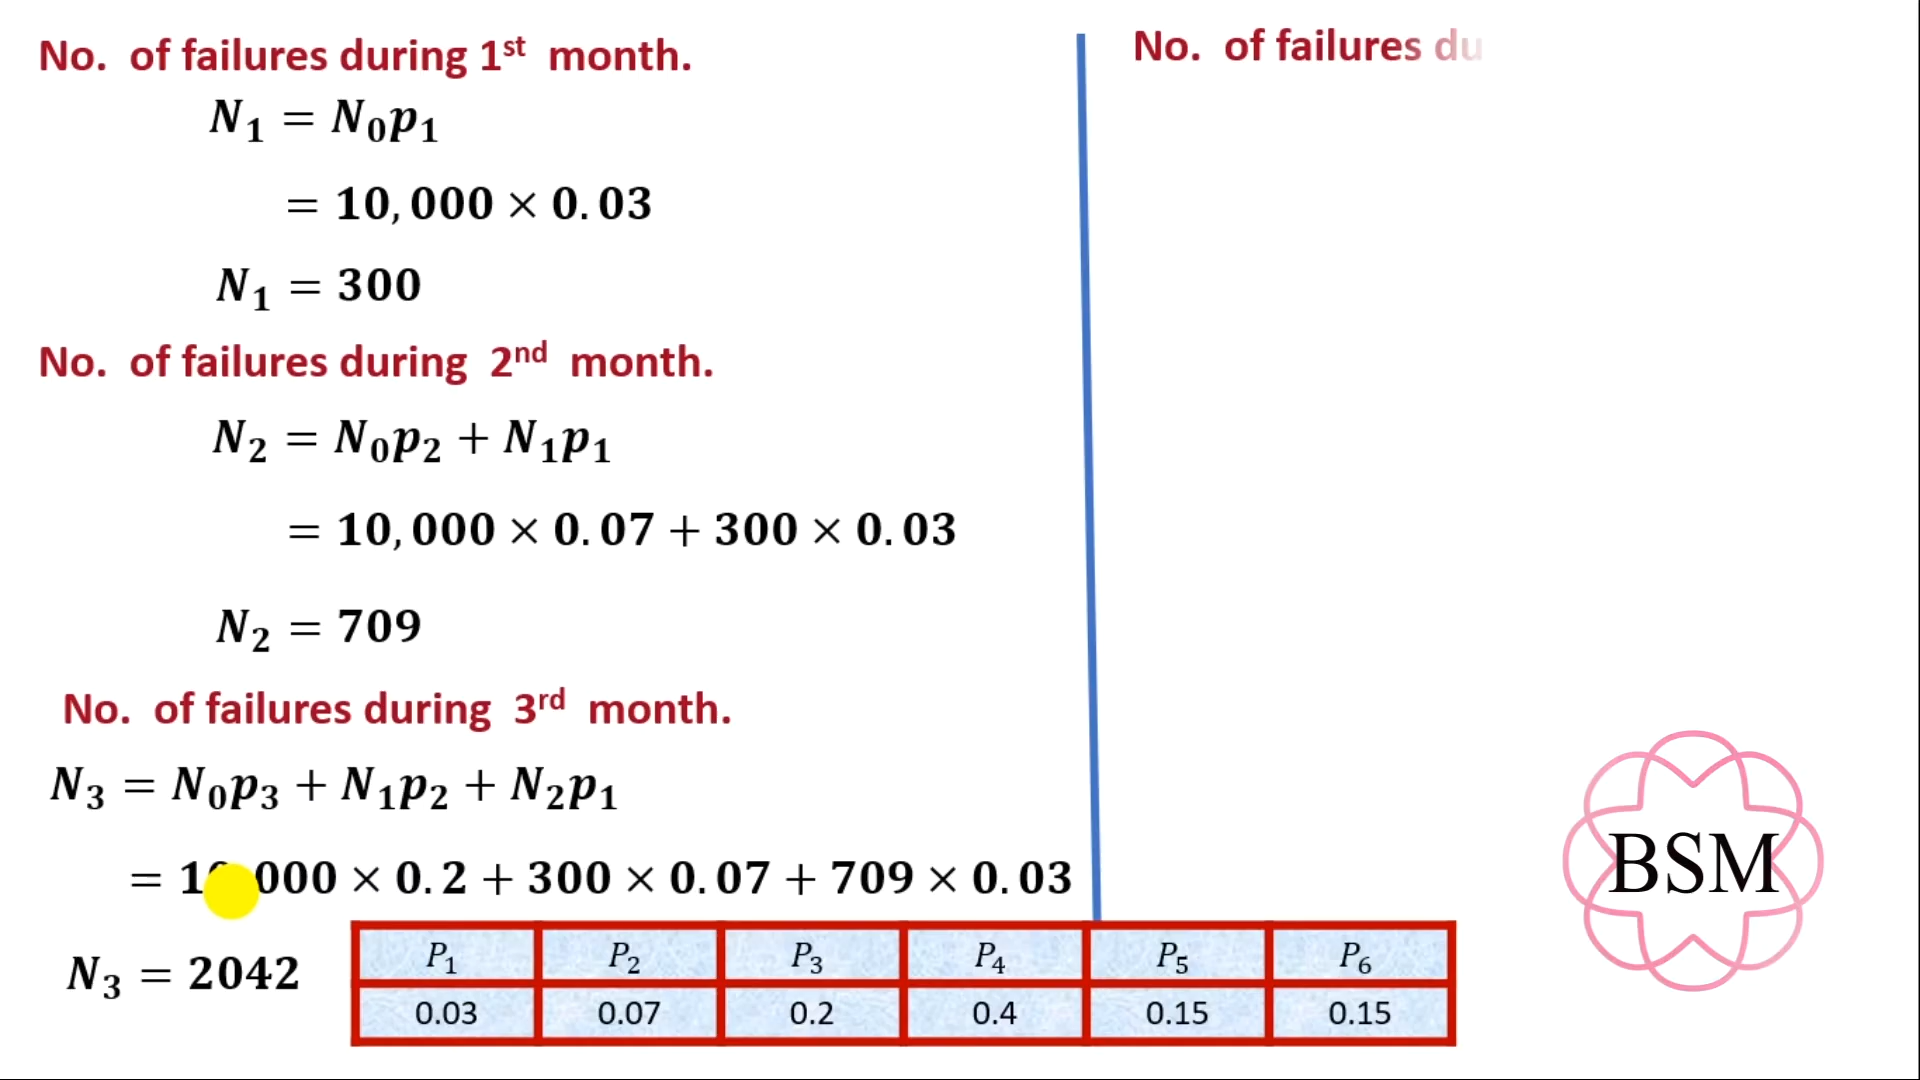 No. of failures during 1st month.
N₁ = N₀p₁
= 10,000 × 0.03
N₁ = 300
No. of failures during 2nd month.
N₂ = N₀p₂ + N₁p₁
= 10,000 × 0.07 + 300 × 0.03
N₂ = 709
No. of failures during 3rd month.
N₃ = N₀p₃ + N₁p₂ + N₂p₁
= 10,000 × 0.2 + 300 × 0.07 + 709 × 0.03
N₃ = 2042
No. of failures du
P₁ P₂ P₃ P₄ P₅ P₆
0.03 0.07 0.2 0.4 0.15 0.15
BSM